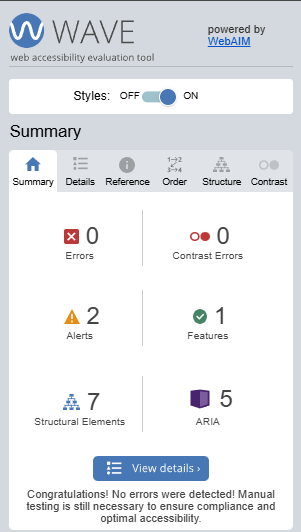 WAVE
powered by
WebAIM
web accessibility evaluation tool
Styles: OFF ON
Summary
Summary Details Reference Order Structure Contrast
0 0
Errors Contrast Errors
2 1
Alerts Features
7 5
Structural Elements ARIA
View details ›
Congratulations! No errors were detected! Manual
testing is still necessary to ensure compliance and
optimal accessibility.